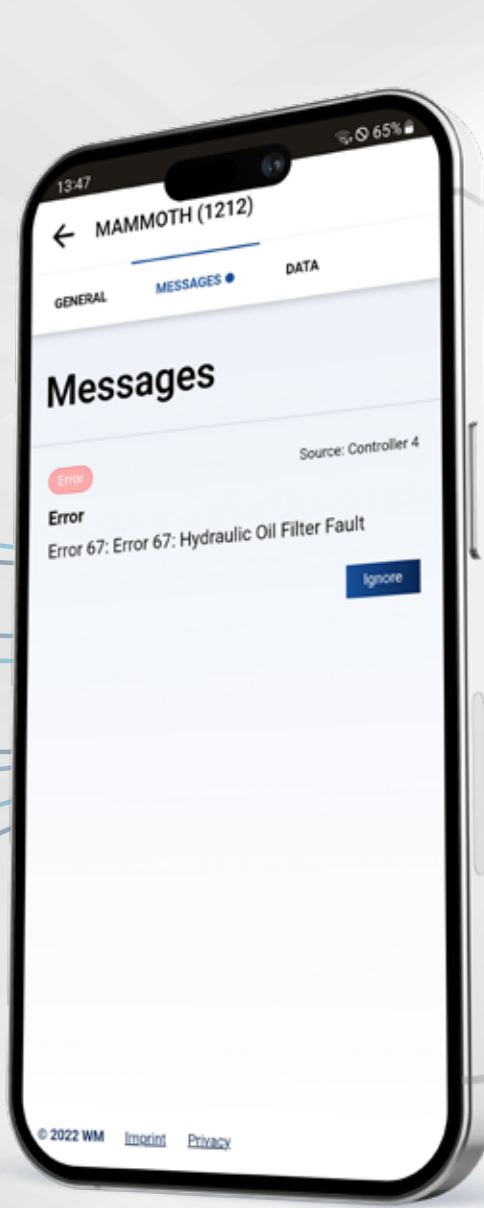 13:47 65%
MAMMOTH (1212)
GENERAL MESSAGES DATA
Messages
Error Source: Controller 4
Error
Error 67: Error 67: Hydraulic Oil Filter Fault
Ignore
© 2022 WM Imprint Privacy